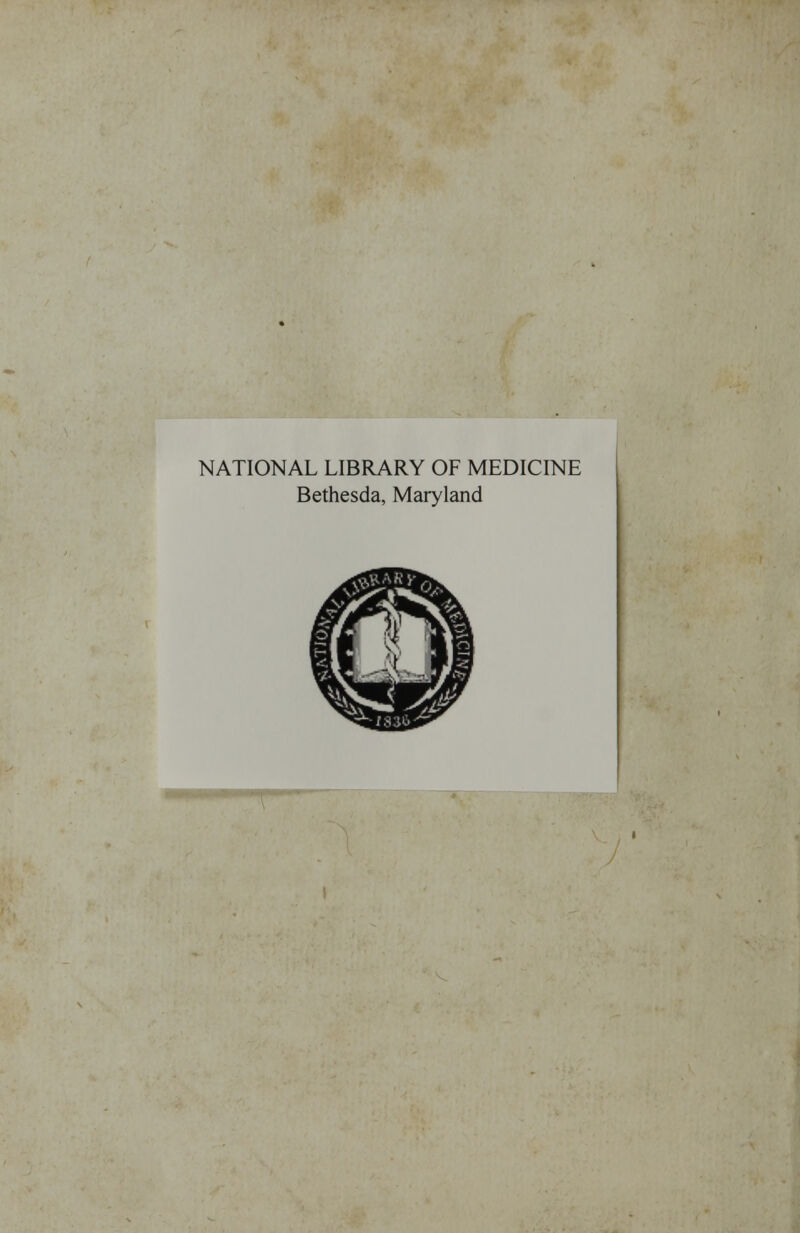 NATIONAL LIBRARY OF MEDICINE
Bethesda, Maryland
NATIONAL LIBRARY OF MEDICINE
1836